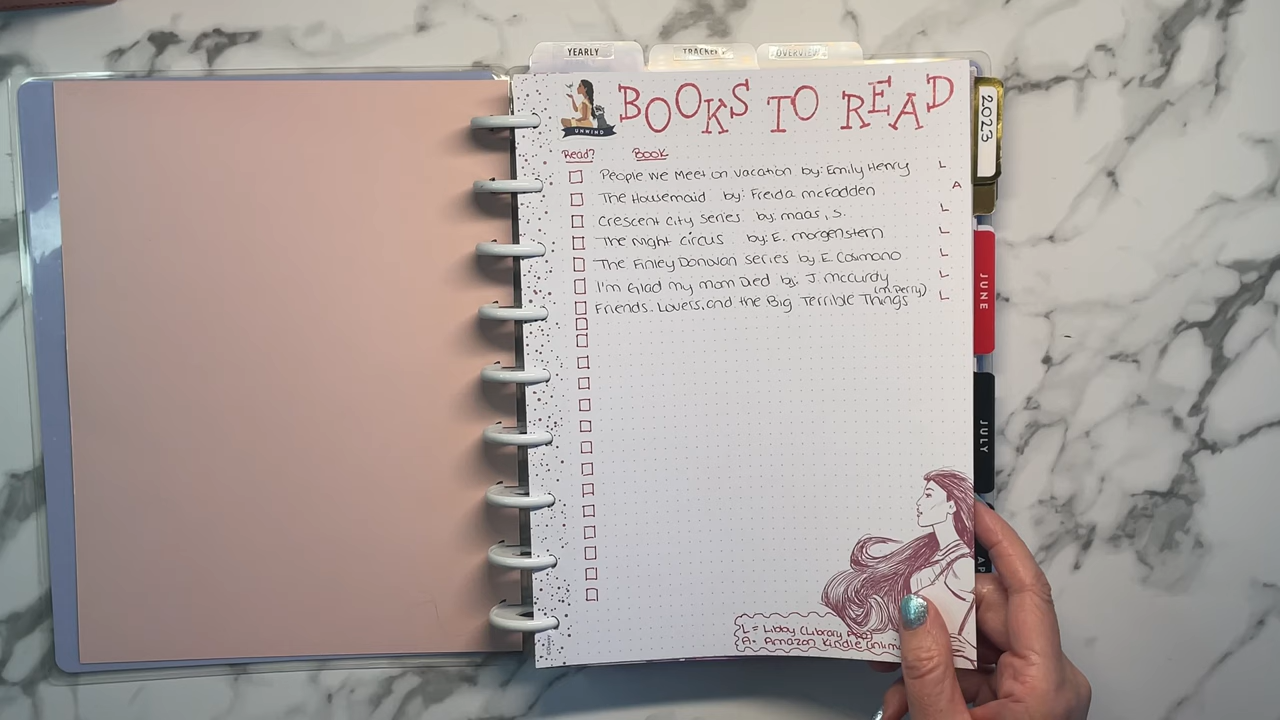 YEARLY
TRACKER
OVERVIEW
2023
UNWIND
BOOKS TO READ
Read? Book
People we Meet on vacation by: Emily Henry L
The Housemaid by: Freida mcfadden A
Crescent City series by: maas, S. L
The Night circus by: E. morgenstern L
The Finley Donovan series by E. Cosimano L
I'm Glad my mom Died by: J. McCurdy L
Friends, Lovers, and the Big Terrible Things (m. Perry) L
JUNE
JULY
L = Libby (Library App)
A = Amazon Kindle